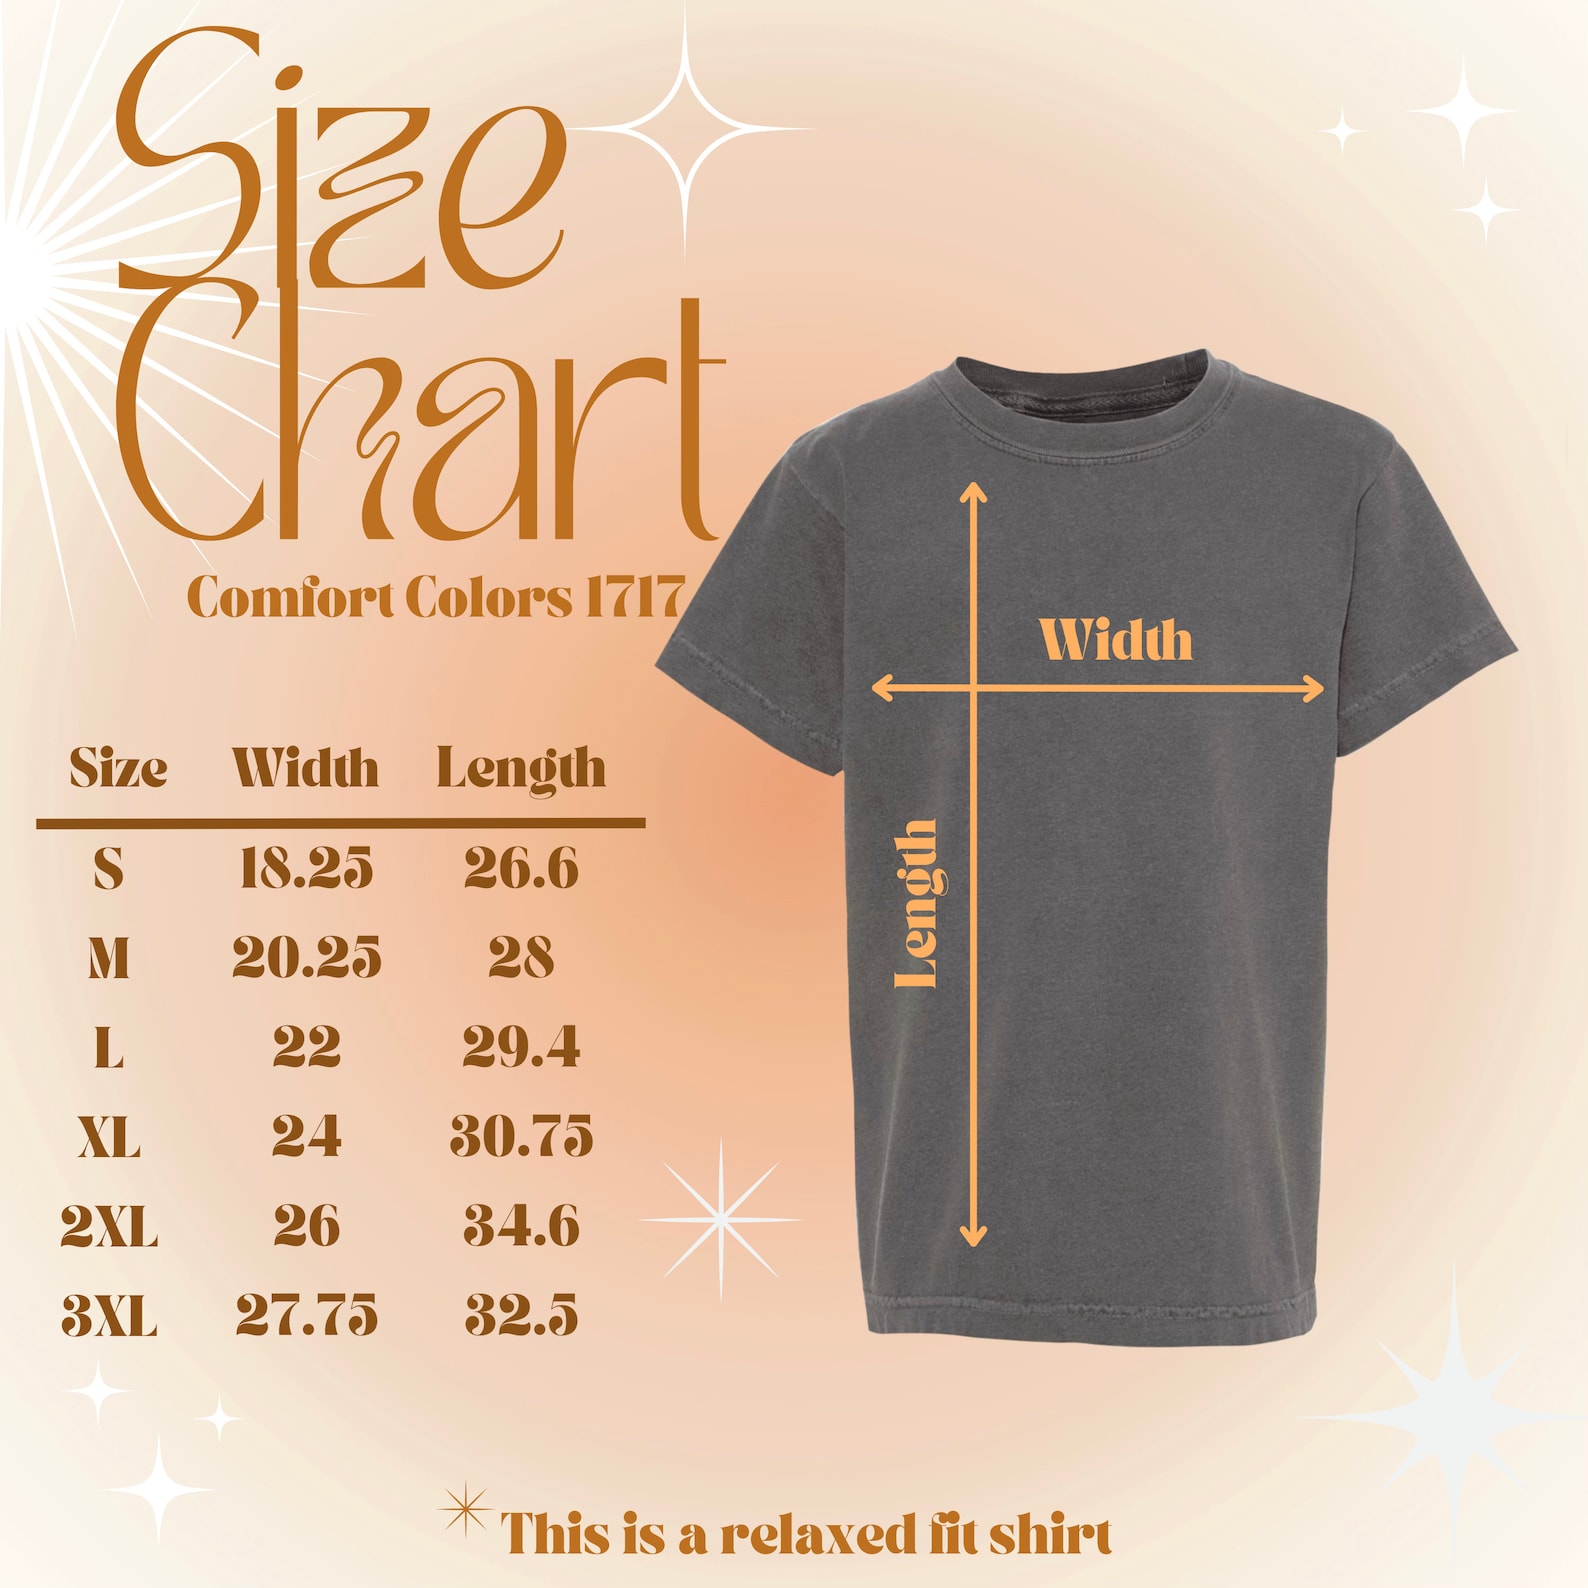 Size
Chart
Comfort Colors 1717
Size Width Length
S 18.25 26.6
M 20.25 28
L 22 29.4
XL 24 30.75
2XL 26 34.6
3XL 27.75 32.5
Width
Length
This is a relaxed fit shirt